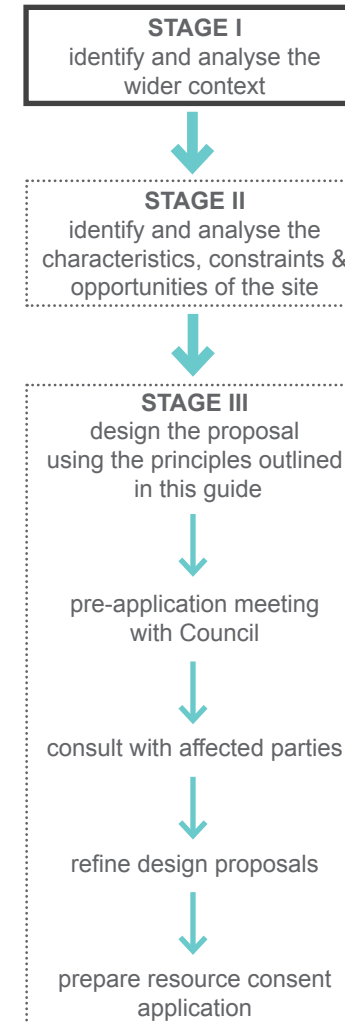 STAGE I
identify and analyse the
wider context
STAGE II
identify and analyse the
characteristics, constraints &
opportunities of the site
STAGE III
design the proposal
using the principles outlined
in this guide
pre-application meeting
with Council
consult with affected parties
refine design proposals
prepare resource consent
application